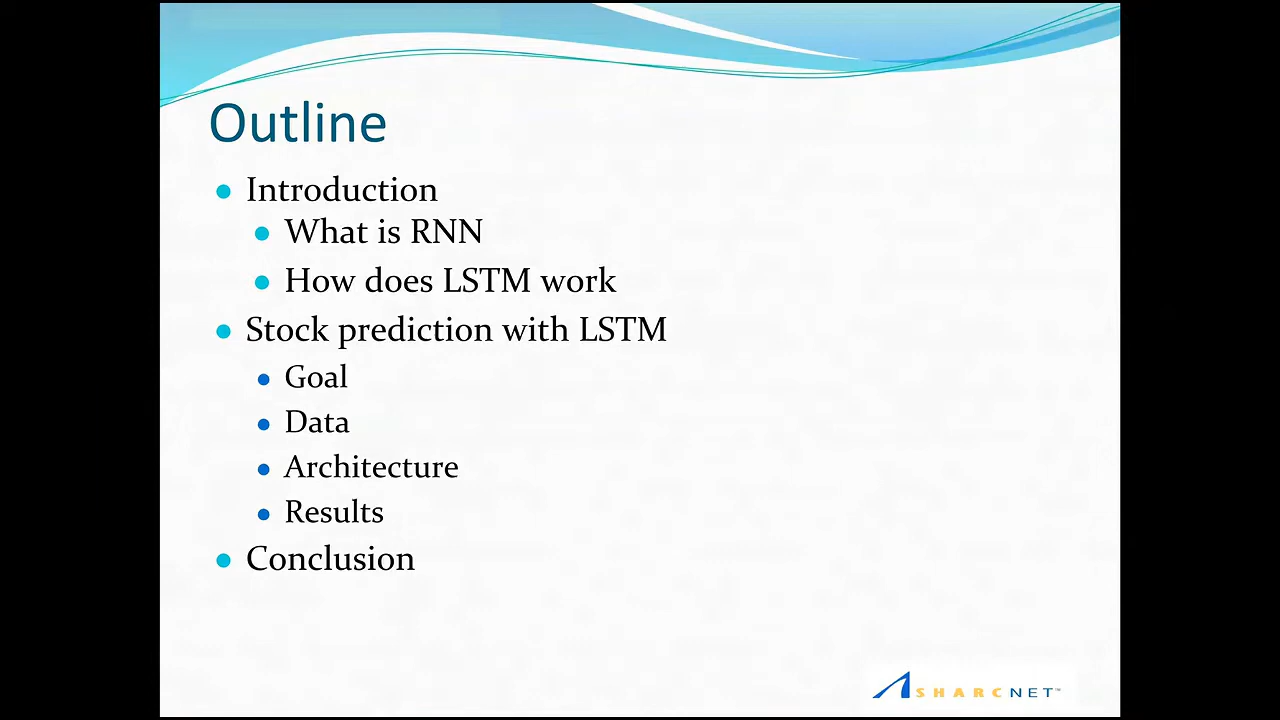 Outline
Introduction
What is RNN
How does LSTM work
Stock prediction with LSTM
Goal
Data
Architecture
Results
Conclusion
SHARCNET™